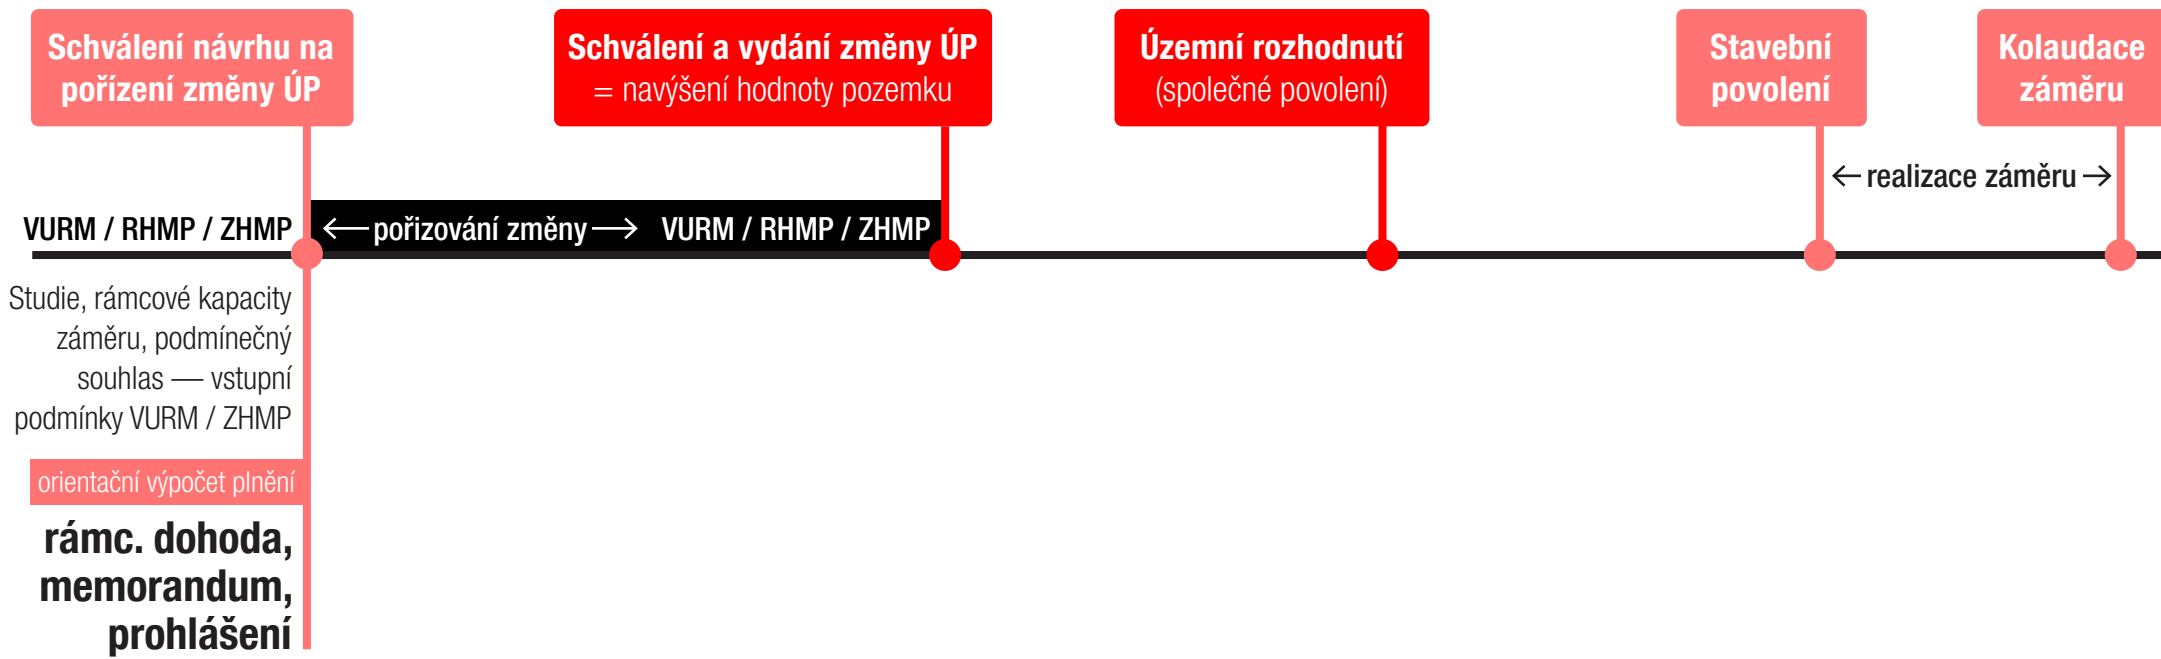 Schválení návrhu na
pořízení změny ÚP
Schválení a vydání změny ÚP
= navýšení hodnoty pozemku
Územní rozhodnutí
(společné povolení)
Stavební
povolení
Kolaudace
záměru
← realizace záměru →
VURM / RHMP / ZHMP
← pořizování změny →
VURM / RHMP / ZHMP
Studie, rámcové kapacity
záměru, podmínečný
souhlas — vstupní
podmínky VURM / ZHMP
orientační výpočet plnění
rámc. dohoda,
memorandum,
prohlášení